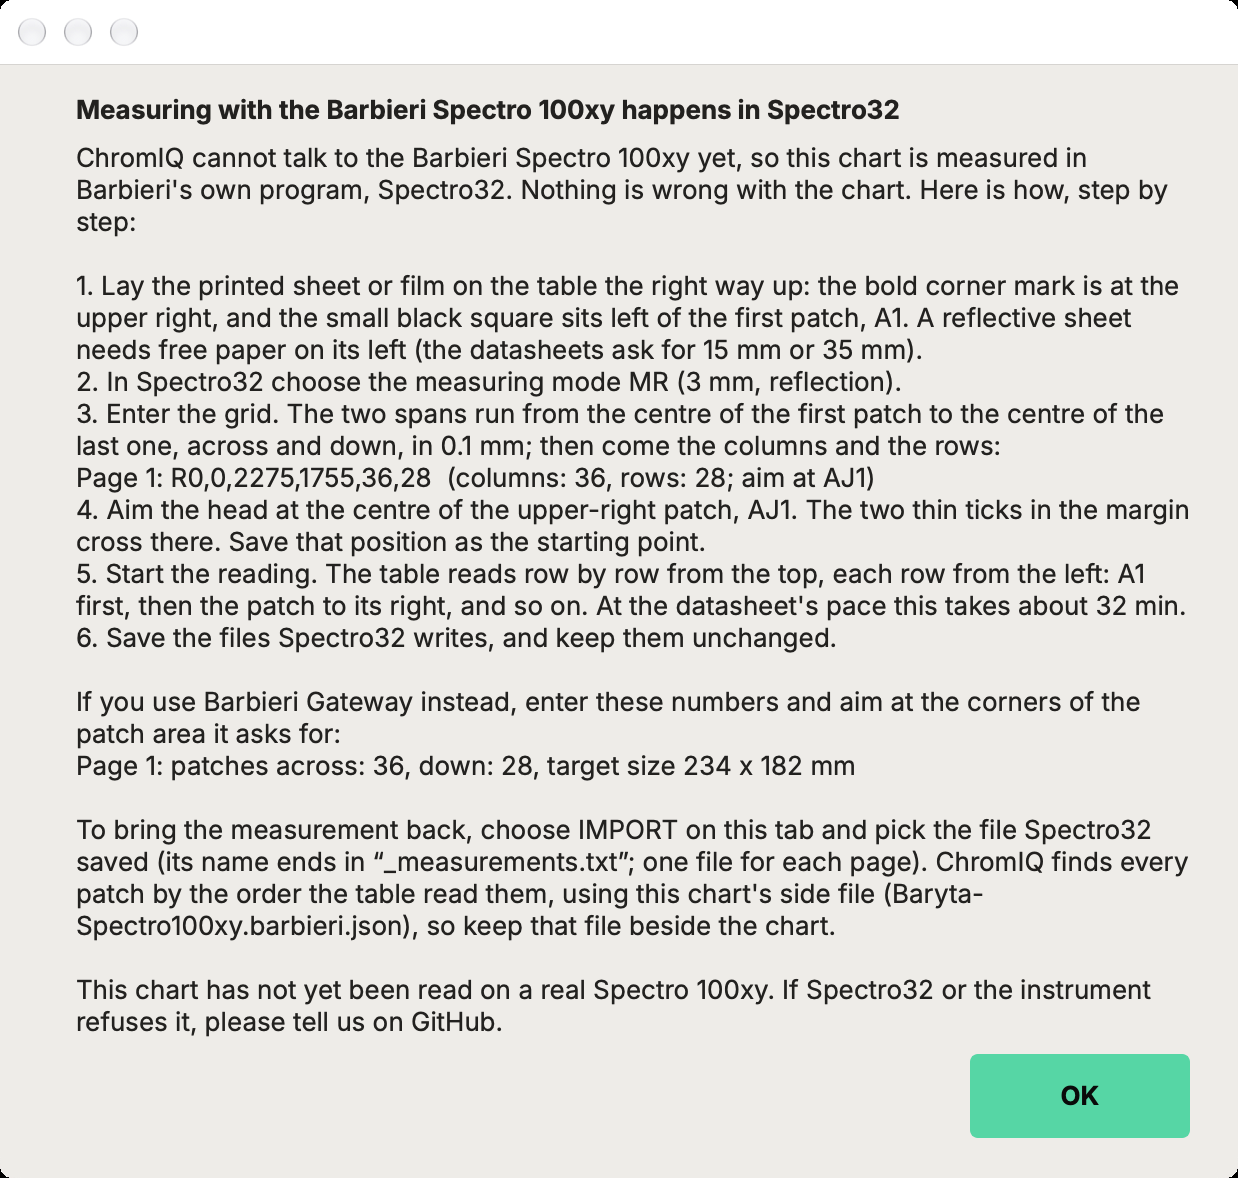 Measuring with the Barbieri Spectro 100xy happens in Spectro32
ChromIQ cannot talk to the Barbieri Spectro 100xy yet, so this chart is measured in
Barbieri's own program, Spectro32. Nothing is wrong with the chart. Here is how, step by
step:
1. Lay the printed sheet or film on the table the right way up: the bold corner mark is at the
upper right, and the small black square sits left of the first patch, A1. A reflective sheet
needs free paper on its left (the datasheets ask for 15 mm or 35 mm).
2. In Spectro32 choose the measuring mode MR (3 mm, reflection).
3. Enter the grid. The two spans run from the centre of the first patch to the centre of the
last one, across and down, in 0.1 mm; then come the columns and the rows:
Page 1: R0,0,2275,1755,36,28  (columns: 36, rows: 28; aim at AJ1)
4. Aim the head at the centre of the upper-right patch, AJ1. The two thin ticks in the margin
cross there. Save that position as the starting point.
5. Start the reading. The table reads row by row from the top, each row from the left: A1
first, then the patch to its right, and so on. At the datasheet's pace this takes about 32 min.
6. Save the files Spectro32 writes, and keep them unchanged.
If you use Barbieri Gateway instead, enter these numbers and aim at the corners of the
patch area it asks for:
Page 1: patches across: 36, down: 28, target size 234 x 182 mm
To bring the measurement back, choose IMPORT on this tab and pick the file Spectro32
saved (its name ends in “_measurements.txt”; one file for each page). ChromIQ finds every
patch by the order the table read them, using this chart's side file (Baryta-
Spectro100xy.barbieri.json), so keep that file beside the chart.
This chart has not yet been read on a real Spectro 100xy. If Spectro32 or the instrument
refuses it, please tell us on GitHub.
OK